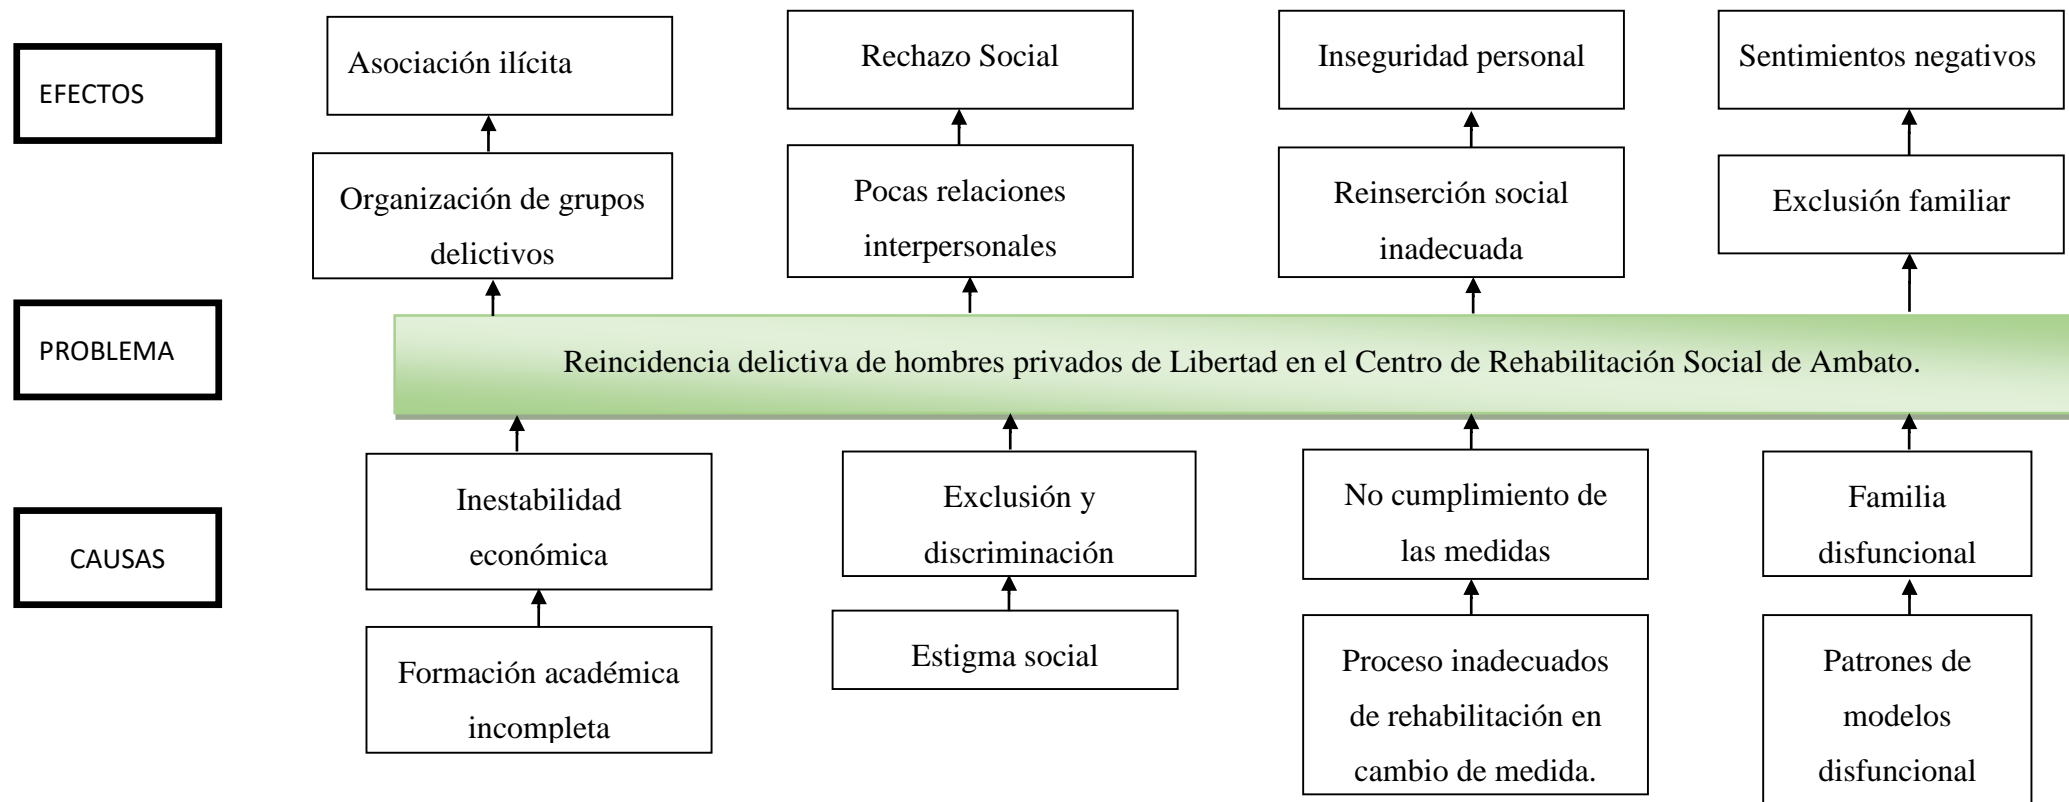 EFECTOS
Asociación ilícita
Rechazo Social
Inseguridad personal
Sentimientos negativos
Organización de grupos
delictivos
Pocas relaciones
interpersonales
Reinserción social
inadecuada
Exclusión familiar
PROBLEMA
Reincidencia delictiva de hombres privados de Libertad en el Centro de Rehabilitación Social de Ambato.
CAUSAS
Inestabilidad
económica
Exclusión y
discriminación
No cumplimiento de
las medidas
Familia
disfuncional
Formación académica
incompleta
Estigma social
Proceso inadecuados
de rehabilitación en
cambio de medida.
Patrones de
modelos
disfuncional